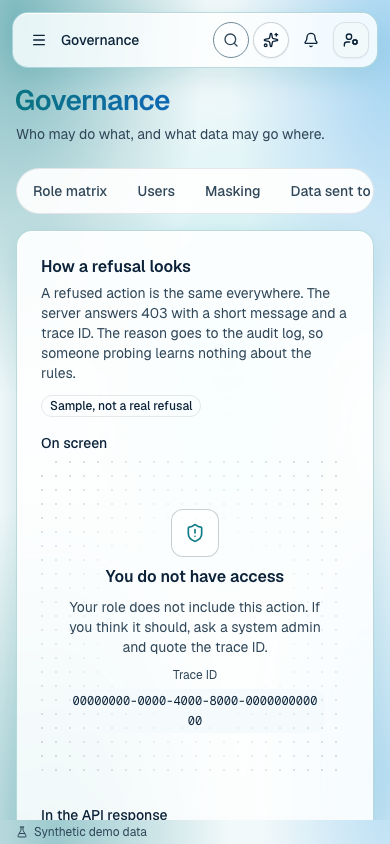 Governance
Governance
Who may do what, and what data may go where.
Role matrix Users Masking Data sent to
How a refusal looks
A refused action is the same everywhere. The
server answers 403 with a short message and a
trace ID. The reason goes to the audit log, so
someone probing learns nothing about the
rules.
Sample, not a real refusal
On screen
You do not have access
Your role does not include this action. If
you think it should, ask a system admin
and quote the trace ID.
Trace ID
00000000-0000-4000-8000-0000000000
00
In the API response
Synthetic demo data